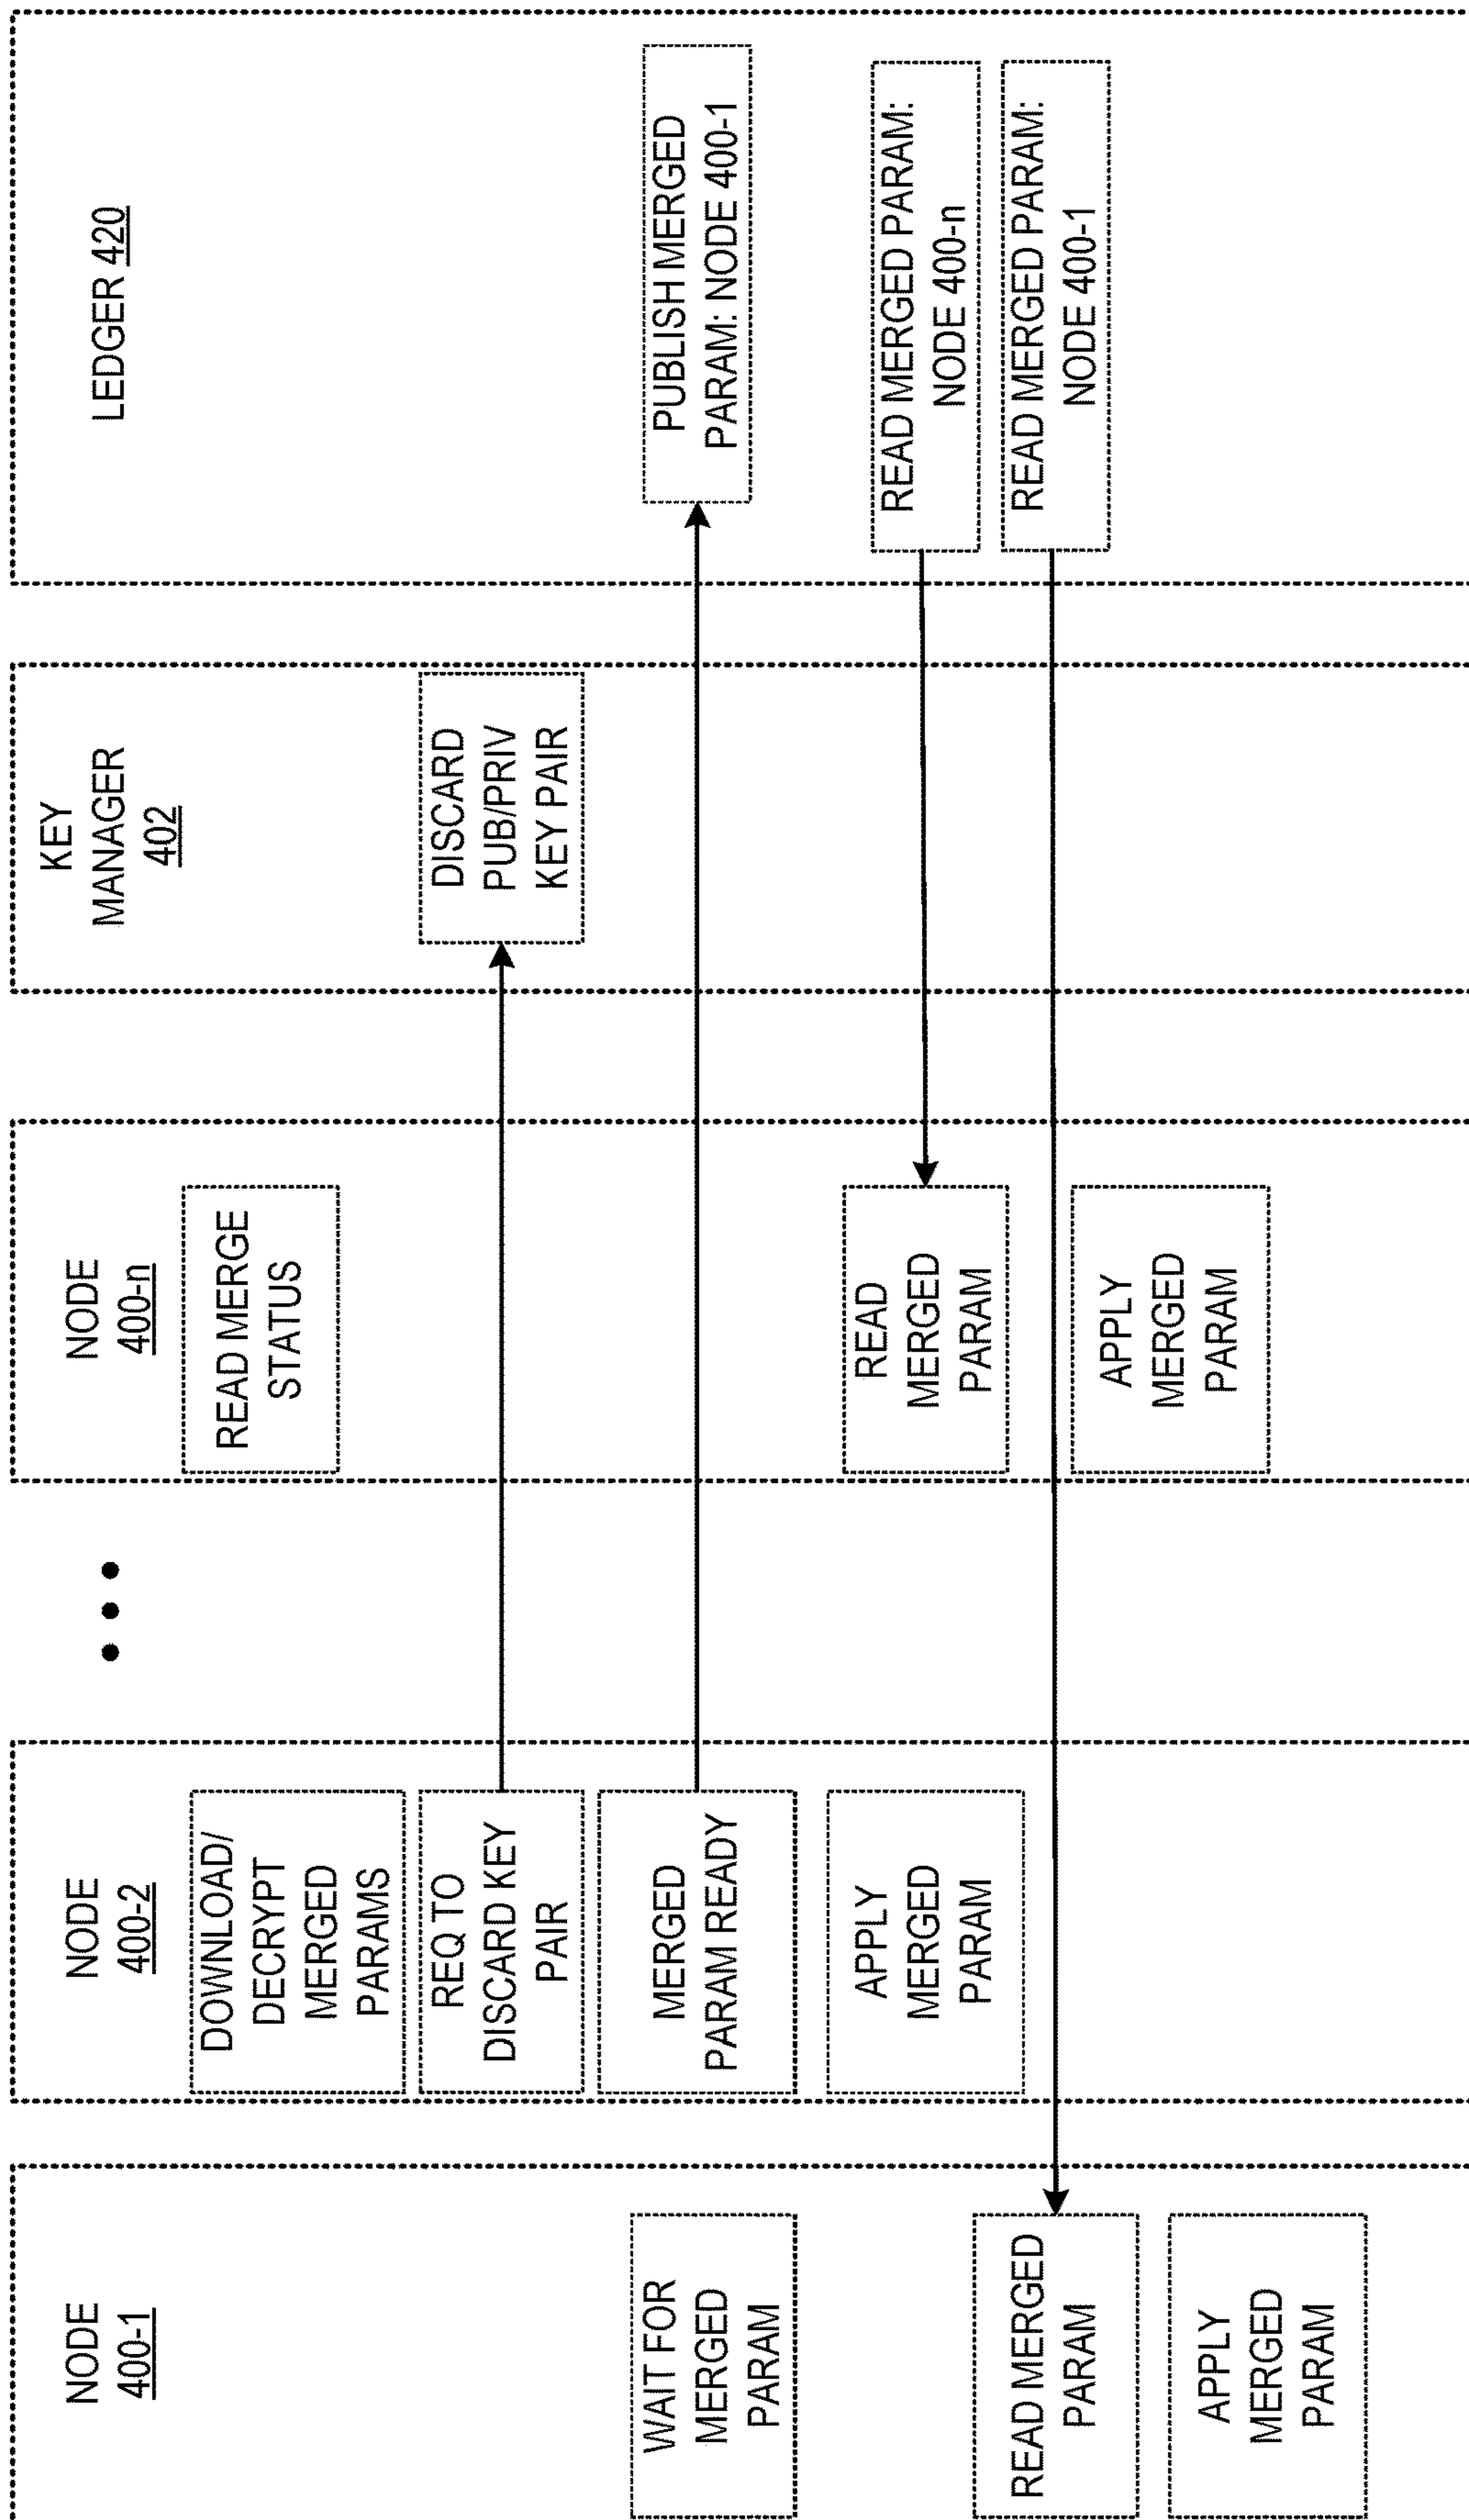 NODE
400-1
WAIT FOR
MERGED
PARAM
READ MERGED
PARAM
APPLY
MERGED
PARAM
NODE
400-2
DOWNLOAD/
DECRYPT
MERGED
PARAMS
REQ TO
DISCARD KEY
PAIR
MERGED
PARAM READY
APPLY
MERGED
PARAM
NODE
400-n
READ MERGE
STATUS
READ
MERGED
PARAM
APPLY
MERGED
PARAM
KEY
MANAGER
402
DISCARD
PUB/PRIV
KEY PAIR
LEDGER 420
PUBLISH MERGED
PARAM: NODE 400-1
READ MERGED PARAM:
NODE 400-n
READ MERGED PARAM:
NODE 400-1